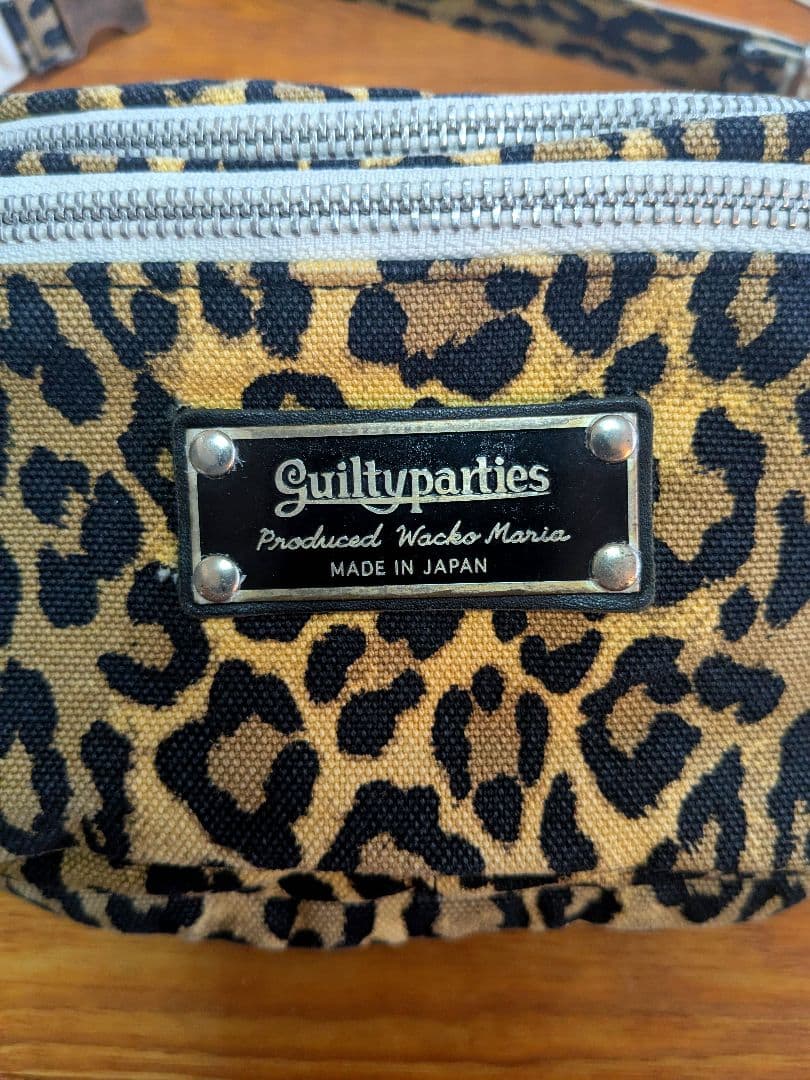 Guiltyparties
Produced Wacko Maria
MADE IN JAPAN